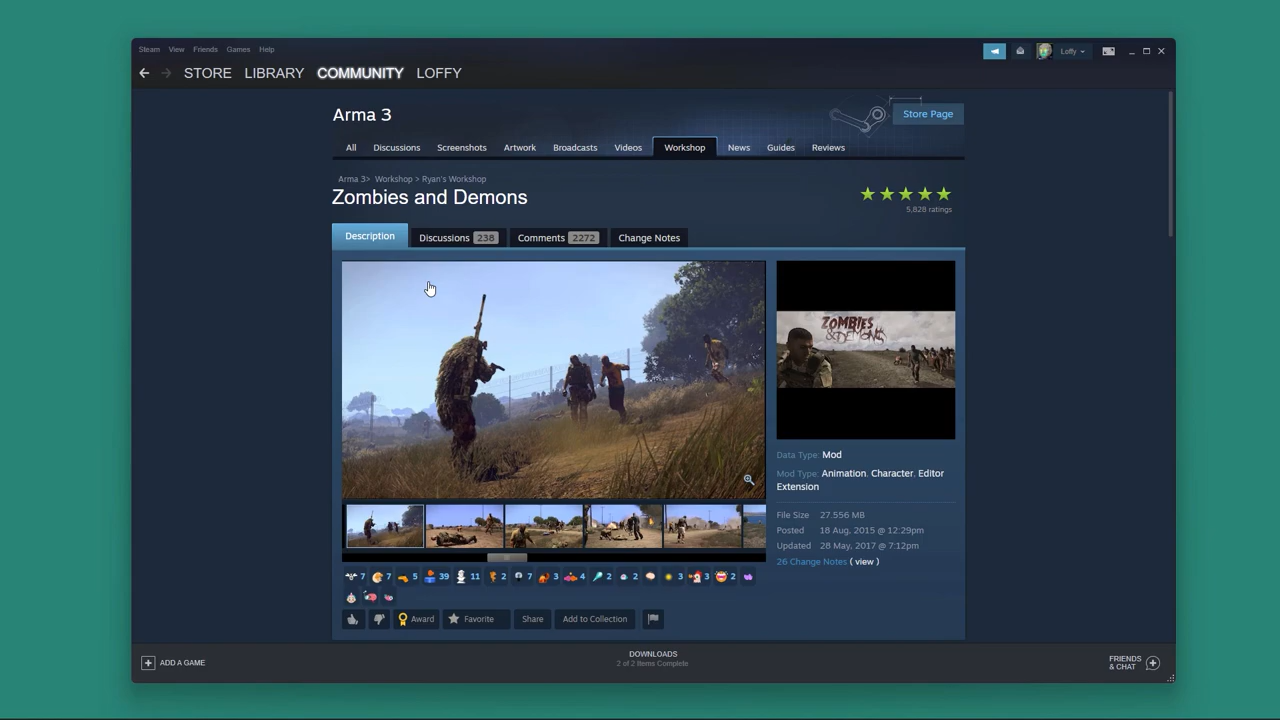 Steam View Friends Games Help
Loffy
STORE LIBRARY COMMUNITY LOFFY
Arma 3
Store Page
All Discussions Screenshots Artwork Broadcasts Videos Workshop News Guides Reviews
Arma 3> Workshop > Ryan's Workshop
Zombies and Demons
5,828 ratings
Description Discussions 238 Comments 2272 Change Notes
ZOMBIES
& DEMONS
Data Type: Mod
Mod Type: Animation, Character, Editor
Extension
File Size 27.556 MB
Posted 18 Aug, 2015 @ 12:29pm
Updated 28 May, 2017 @ 7:12pm
26 Change Notes ( view )
7 7 5 39 11 2 7 3 4 2 2 3 3 2
Award Favorite Share Add to Collection
ADD A GAME
DOWNLOADS
2 of 2 Items Complete
FRIENDS
& CHAT